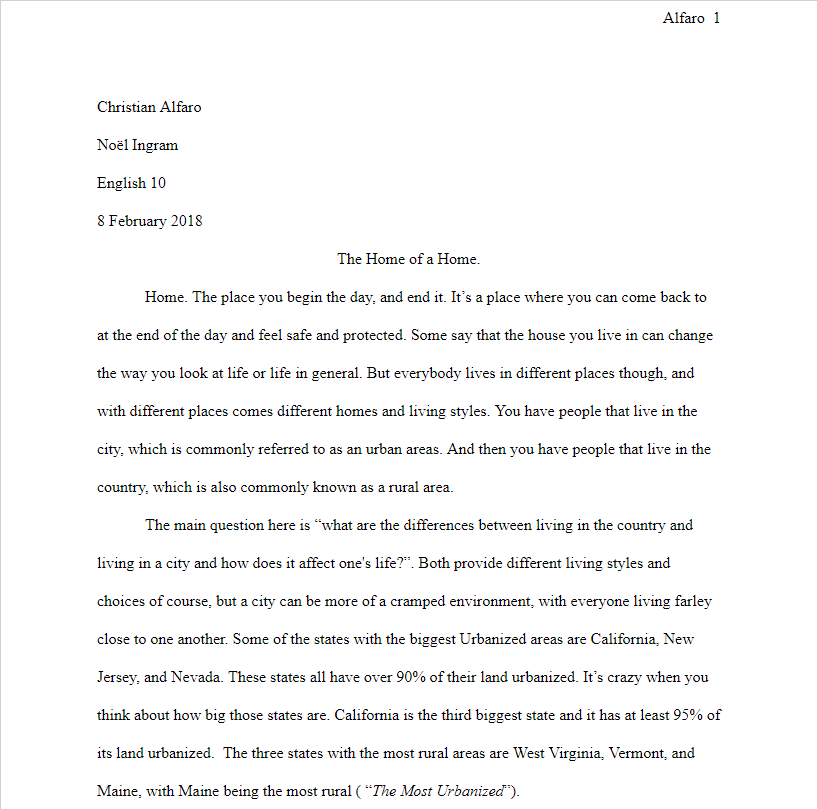 Alfaro  1
Christian Alfaro
Noël Ingram
English 10
8 February 2018
The Home of a Home.
Home. The place you begin the day, and end it. It’s a place where you can come back to
at the end of the day and feel safe and protected. Some say that the house you live in can change
the way you look at life or life in general. But everybody lives in different places though, and
with different places comes different homes and living styles. You have people that live in the
city, which is commonly referred to as an urban areas. And then you have people that live in the
country, which is also commonly known as a rural area.
The main question here is “what are the differences between living in the country and
living in a city and how does it affect one's life?”. Both provide different living styles and
choices of course, but a city can be more of a cramped environment, with everyone living farley
close to one another. Some of the states with the biggest Urbanized areas are California, New
Jersey, and Nevada. These states all have over 90% of their land urbanized. It’s crazy when you
think about how big those states are. California is the third biggest state and it has at least 95% of
its land urbanized.  The three states with the most rural areas are West Virginia, Vermont, and
Maine, with Maine being the most rural ( “The Most Urbanized”).